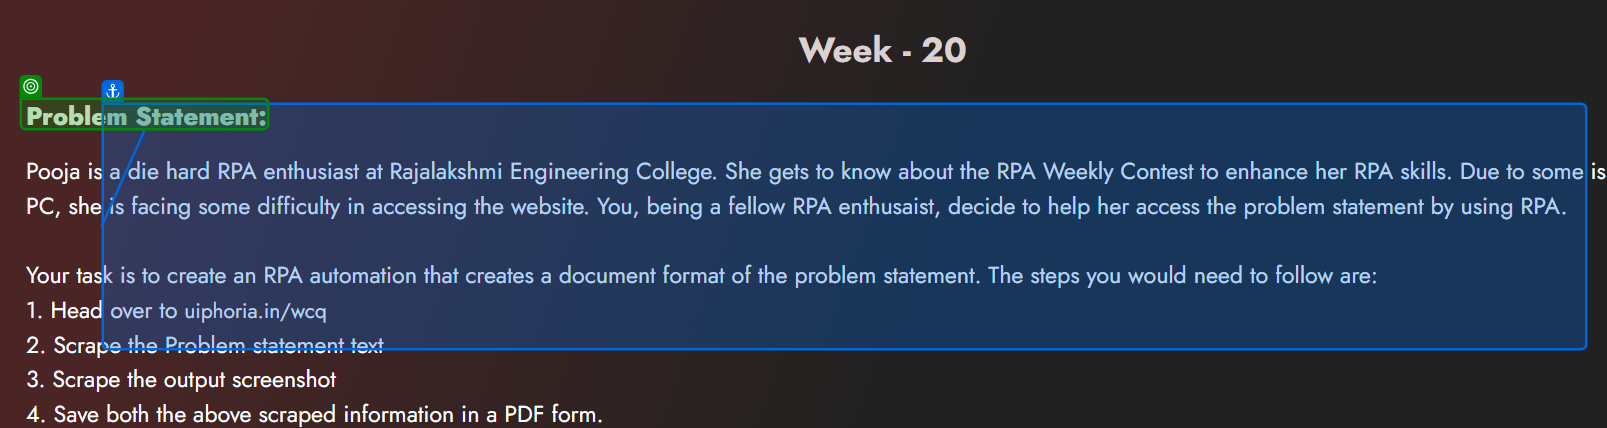 Week - 20
Problem Statement:
Pooja is a die hard RPA enthusiast at Rajalakshmi Engineering College. She gets to know about the RPA Weekly Contest to enhance her RPA skills. Due to some is
PC, she is facing some difficulty in accessing the website. You, being a fellow RPA enthusaist, decide to help her access the problem statement by using RPA.
Your task is to create an RPA automation that creates a document format of the problem statement. The steps you would need to follow are:
1. Head over to uiphoria.in/wcq
2. Scrape the Problem statement text
3. Scrape the output screenshot
4. Save both the above scraped information in a PDF form.